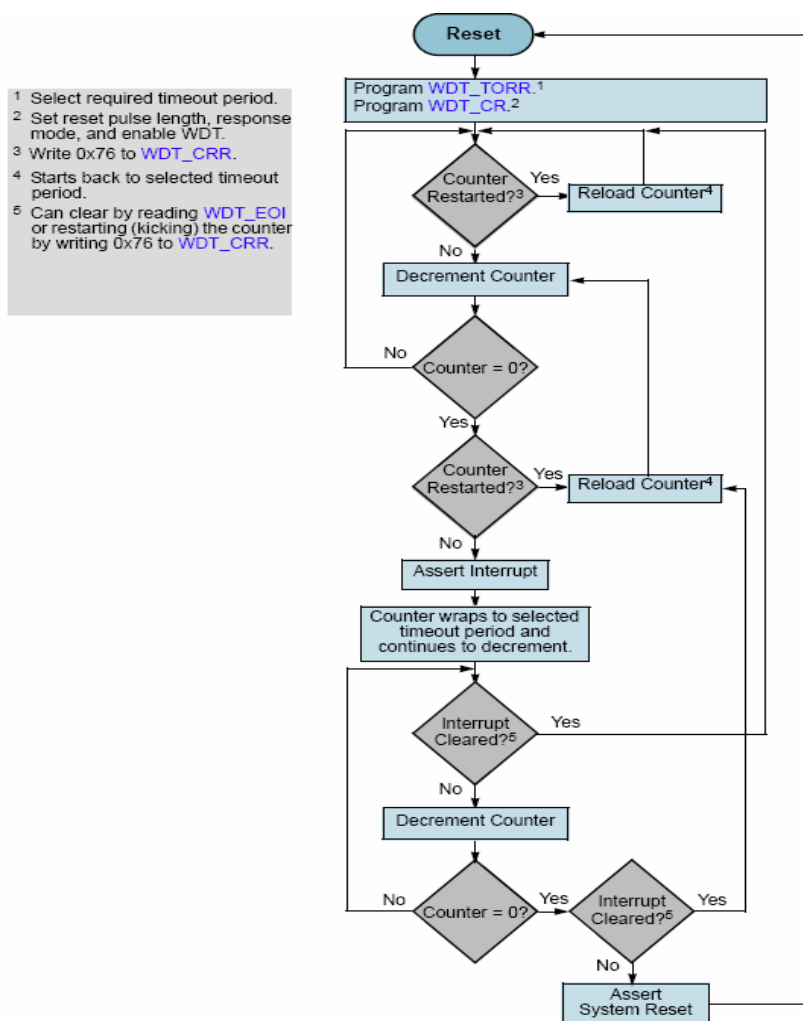 Reset
1 Select required timeout period.
2 Set reset pulse length, response
mode, and enable WDT.
3 Write 0x76 to WDT_CRR.
4 Starts back to selected timeout
period.
5 Can clear by reading WDT_EOI
or restarting (kicking) the counter
by writing 0x76 to WDT_CRR.
Program WDT_TORR.1
Program WDT_CR.2
Counter
Restarted?3
Yes
Reload Counter4
No
Decrement Counter
No
Counter = 0?
Yes
Counter
Restarted?3
Yes
Reload Counter4
No
Assert Interrupt
Counter wraps to selected
timeout period and
continues to decrement.
Interrupt
Cleared?5
Yes
No
Decrement Counter
No
Counter = 0?
Yes
Interrupt
Cleared?5
Yes
No
Assert
System Reset